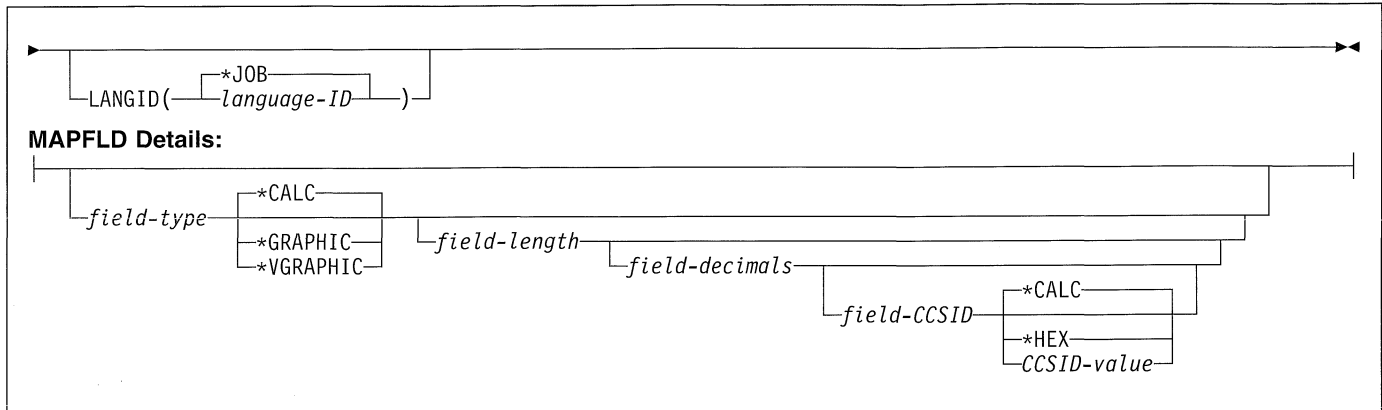 *JOB
LANGID( language-ID )
MAPFLD Details:
*CALC
field-type
*GRAPHIC
*VGRAPHIC
field-length
field-decimals
*CALC
field-CCSID
*HEX
CCSID-value